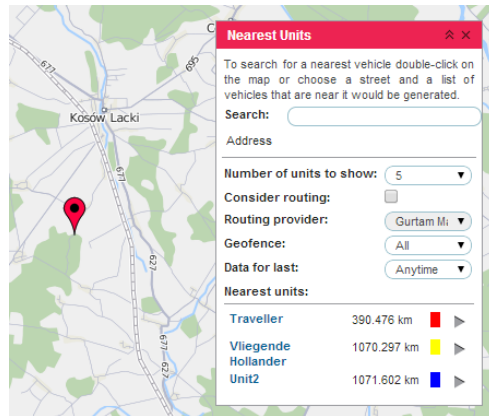 C
Nearest Units
To search for a nearest vehicle double-click on
the map or choose a street and a list of
vehicles that are near it would be generated.
Search:
Address
Number of units to show: 5
Consider routing:
Routing provider: Gurtam Ma
Geofence: All
Data for last: Anytime
Nearest units:
Traveller 390.476 km
Vliegende
Hollander 1070.297 km
Unit2 1071.602 km
677
695
Kosów Lacki
677
627
627